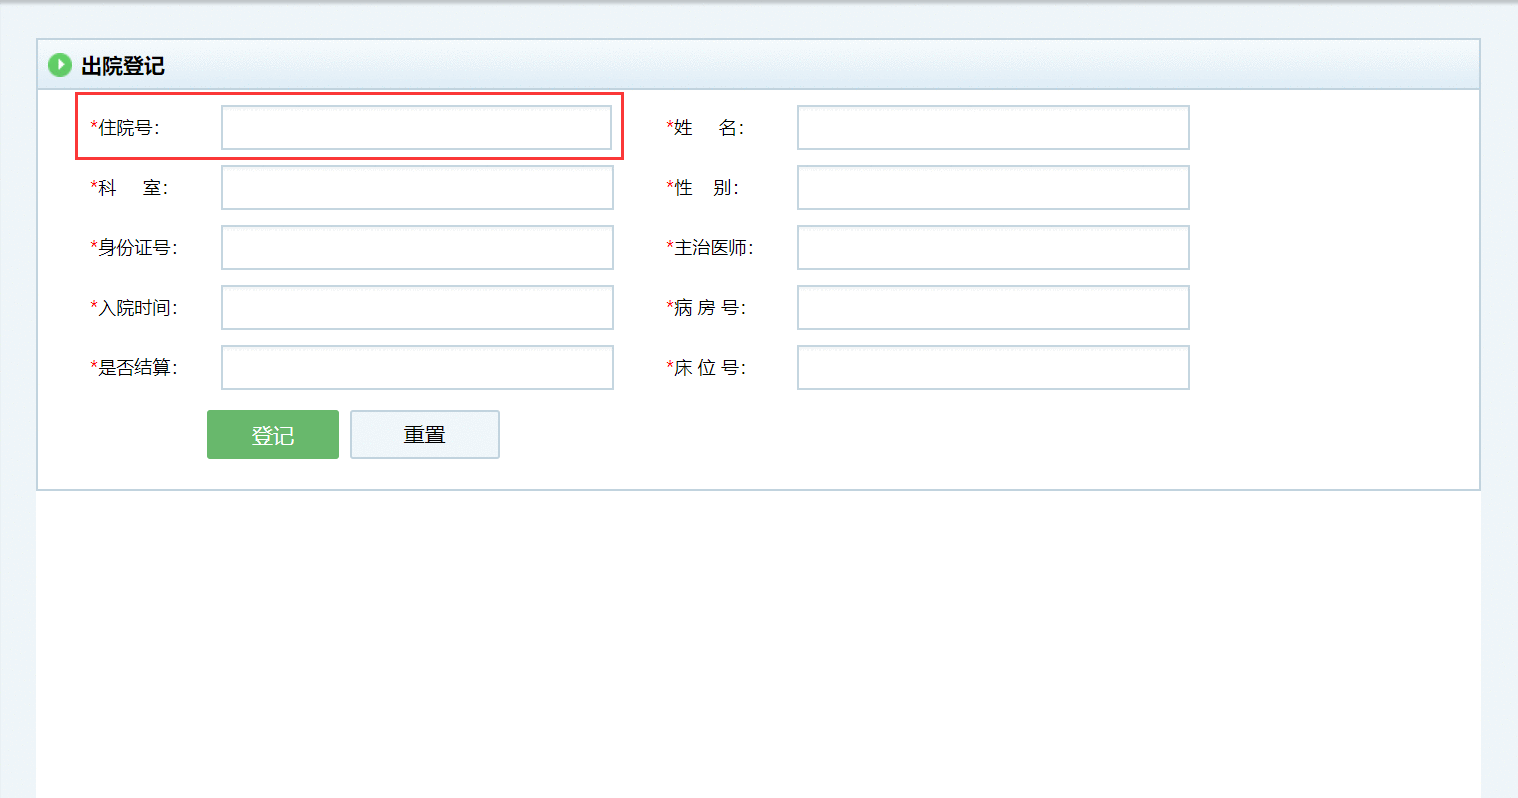 出院登记
*住院号: *姓 名:
*科 室: *性 别:
*身份证号: *主治医师:
*入院时间: *病 房 号:
*是否结算: *床 位 号:
登记 重置